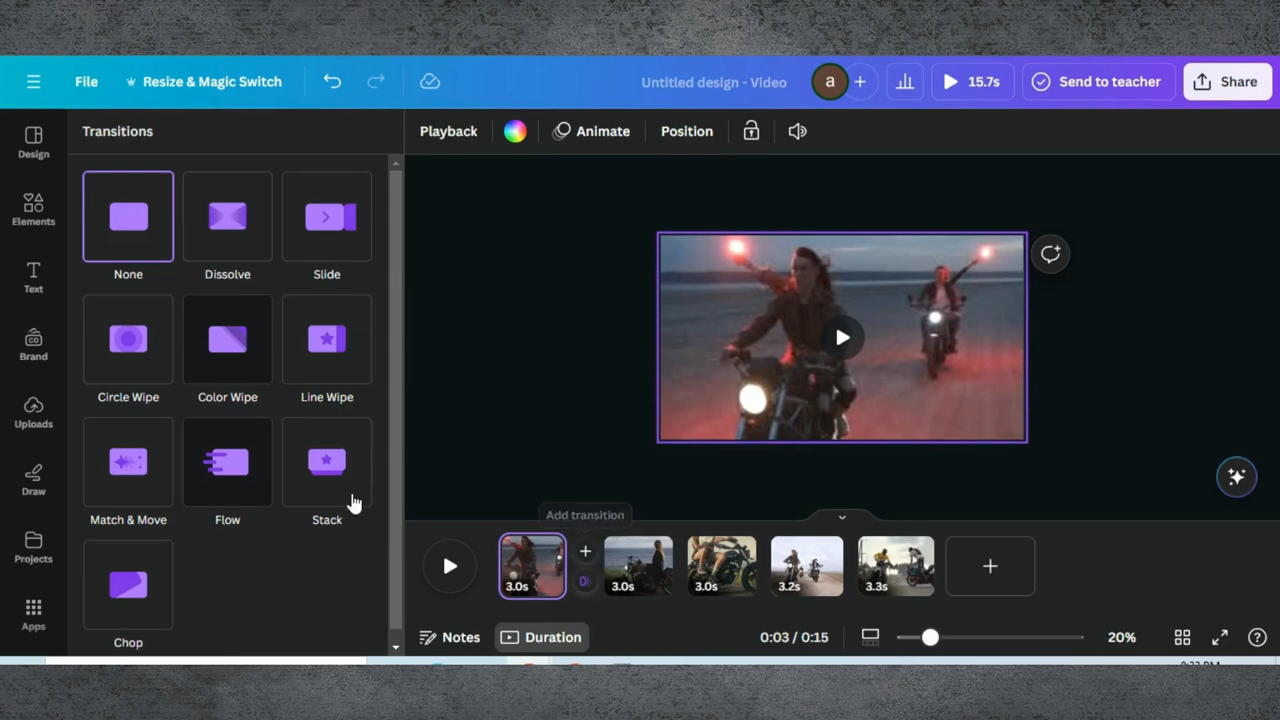 File
Resize & Magic Switch
Untitled design - Video
a
15.7s
Send to teacher
Share
Design
Elements
Text
Brand
Uploads
Draw
Projects
Apps
Transitions
None
Dissolve
Slide
Circle Wipe
Color Wipe
Line Wipe
Match & Move
Flow
Stack
Chop
Playback
Animate
Position
Add transition
3.0s
3.0s
3.0s
3.2s
3.3s
Notes
Duration
0:03 / 0:15
20%